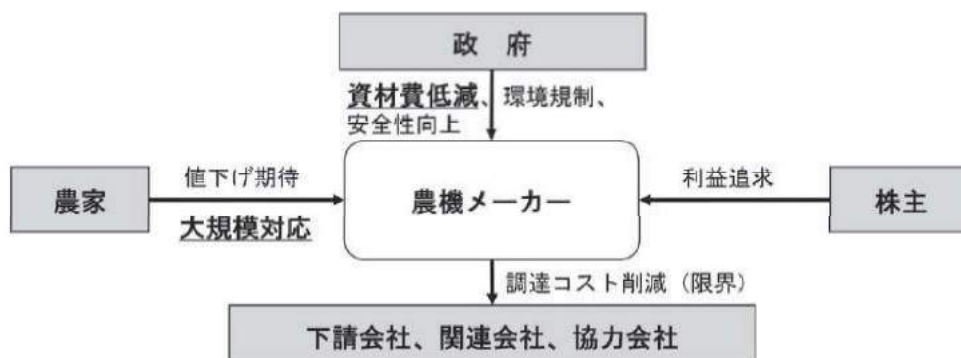 政　府
資材費低減、環境規制、
安全性向上
農家
値下げ期待
大規模対応
農機メーカー
利益追求
株主
調達コスト削減（限界）
下請会社、関連会社、協力会社